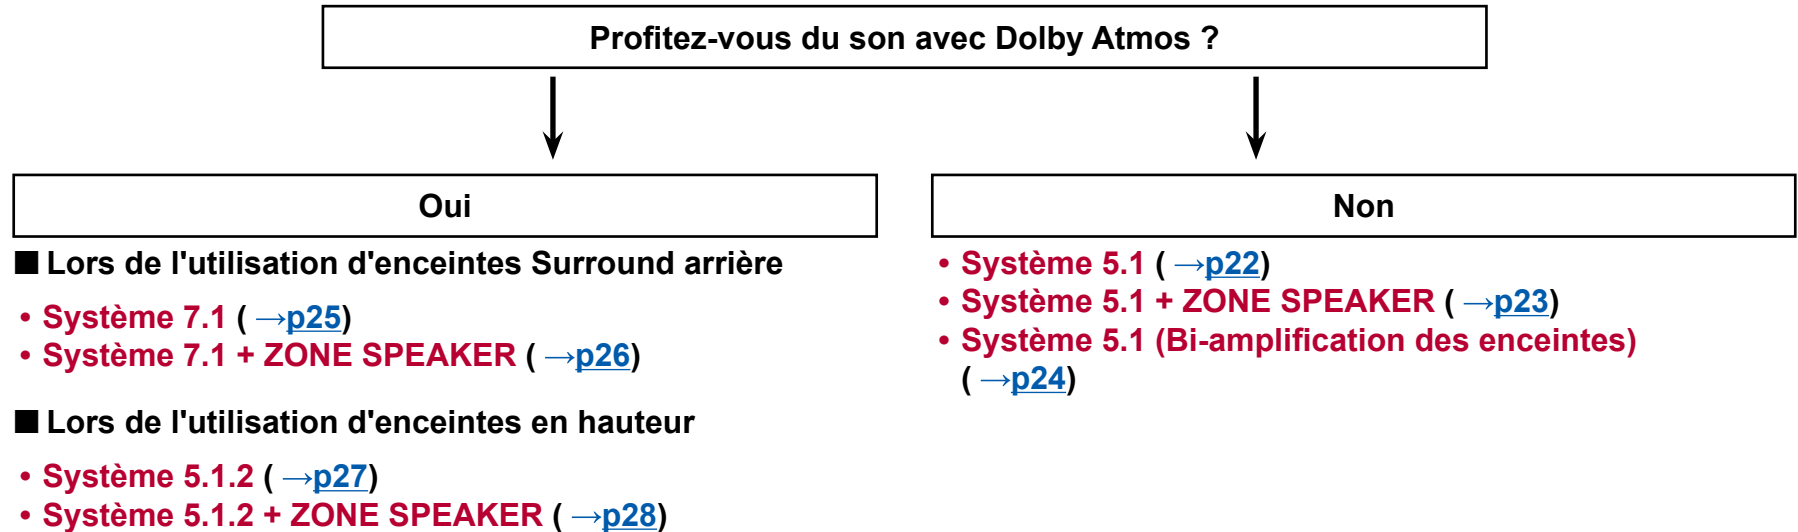 Profitez-vous du son avec Dolby Atmos ?
Oui
■ Lors de l'utilisation d'enceintes Surround arrière
• Système 7.1 ( →p25)
• Système 7.1 + ZONE SPEAKER ( →p26)
■ Lors de l'utilisation d'enceintes en hauteur
• Système 5.1.2 ( →p27)
• Système 5.1.2 + ZONE SPEAKER ( →p28)
Non
• Système 5.1 ( →p22)
• Système 5.1 + ZONE SPEAKER ( →p23)
• Système 5.1 (Bi-amplification des enceintes)
( →p24)